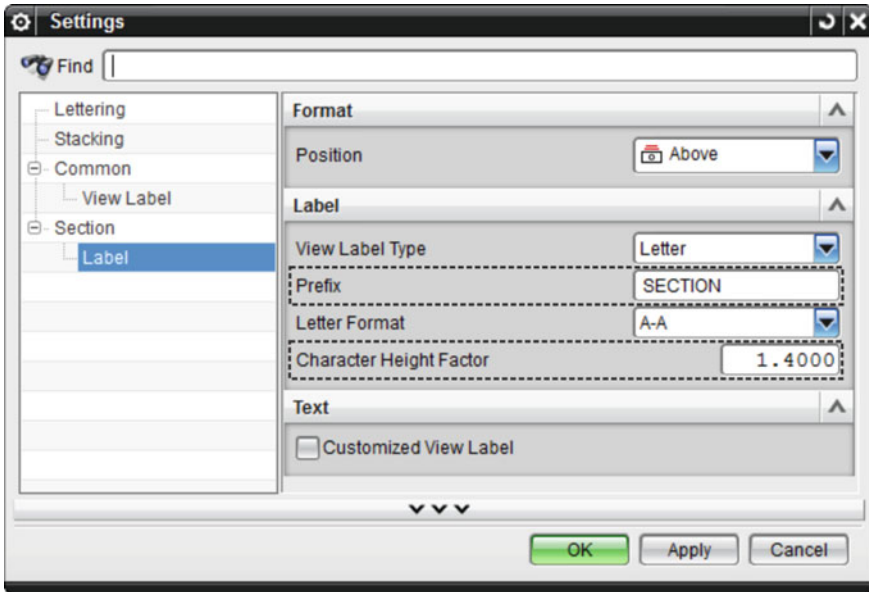 Settings
Find
Lettering
Stacking
Common
View Label
Section
Label
Format
Position Above
Label
View Label Type Letter
Prefix SECTION
Letter Format A-A
Character Height Factor 1.4000
Text
Customized View Label
OK Apply Cancel